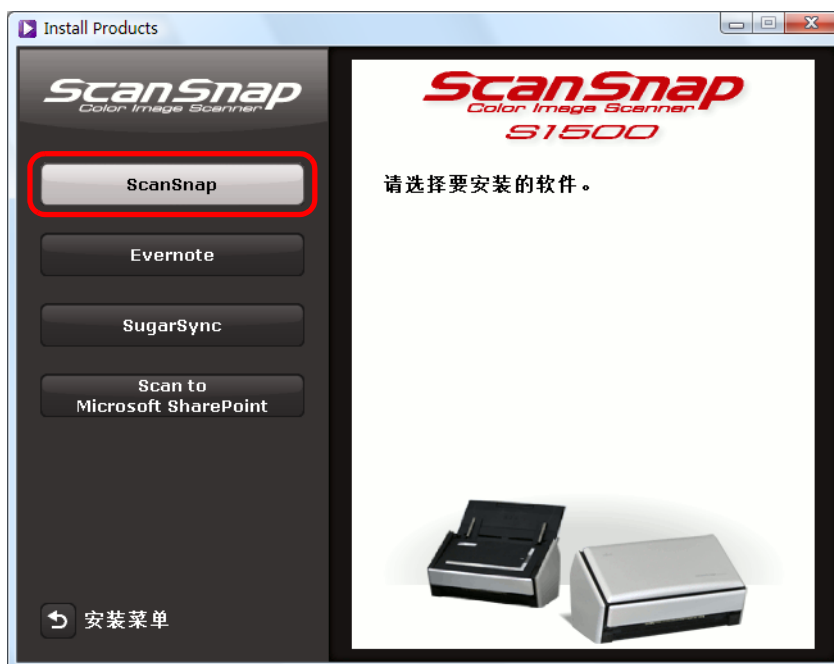 Install Products
ScanSnap
Color Image Scanner
ScanSnap
Evernote
SugarSync
Scan to
Microsoft SharePoint
安装菜单
ScanSnap
Color Image Scanner
S1500
请选择要安装的软件。